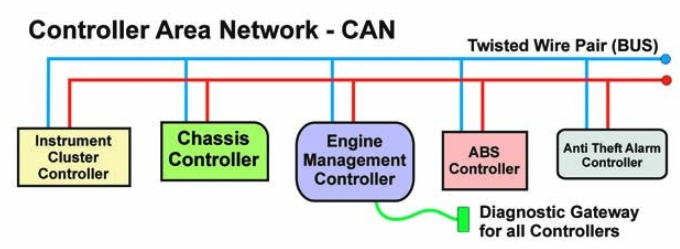 Controller Area Network - CAN
Twisted Wire Pair (BUS)
Instrument
Cluster
Controller
Chassis
Controller
Engine
Management
Controller
ABS
Controller
Anti Theft Alarm
Controller
Diagnostic Gateway
for all Controllers